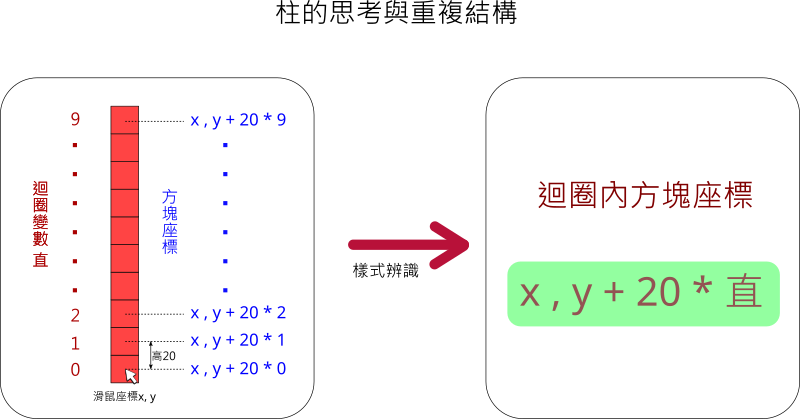 柱的思考與重複結構
9
x , y + 20 * 9
迴圈變數 直
方塊座標
2
x , y + 20 * 2
1
x , y + 20 * 1
高20
0
x , y + 20 * 0
滑鼠座標x, y
樣式辨識
迴圈內方塊座標
x , y + 20 * 直